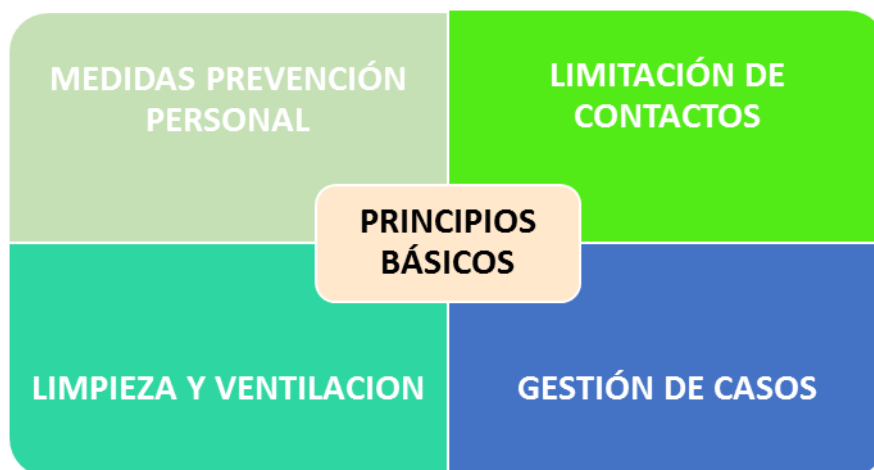 MEDIDAS PREVENCIÓN
PERSONAL
LIMITACIÓN DE
CONTACTOS
PRINCIPIOS
BÁSICOS
LIMPIEZA Y VENTILACION
GESTIÓN DE CASOS